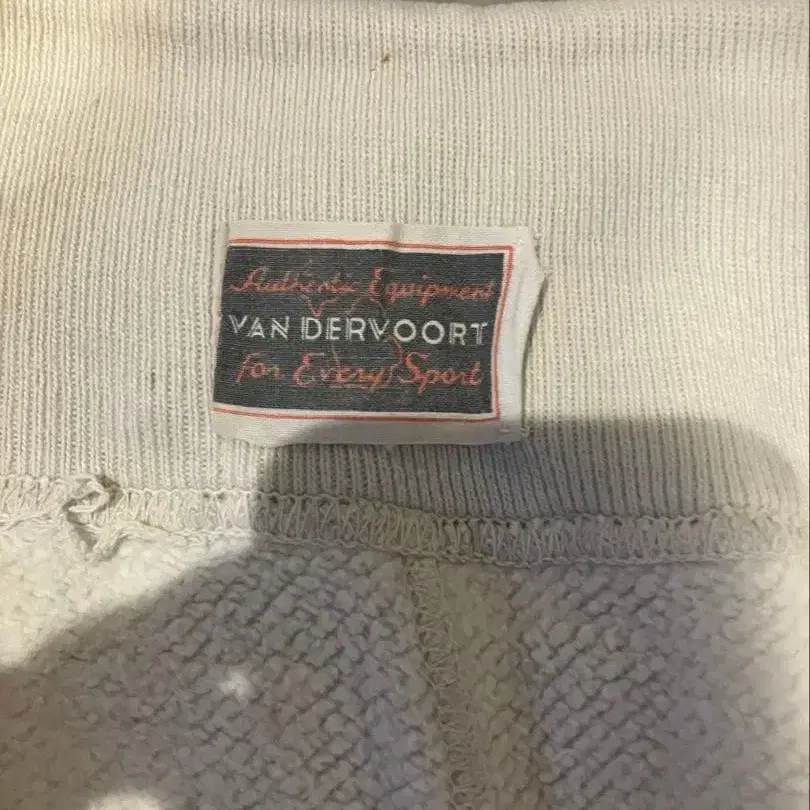 Authentic Equipment
VAN DERVOORT
For Every Sport